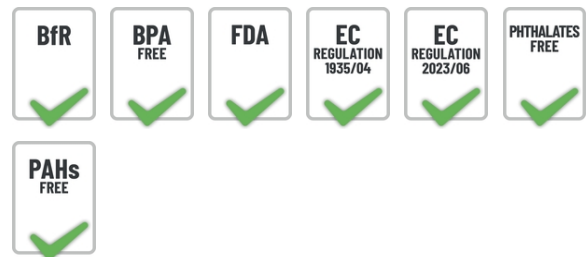 BfR
BPA
FREE
FDA
EC
REGULATION
1935/04
EC
REGULATION
2023/06
PHTHALATES
FREE
PAHs
FREE